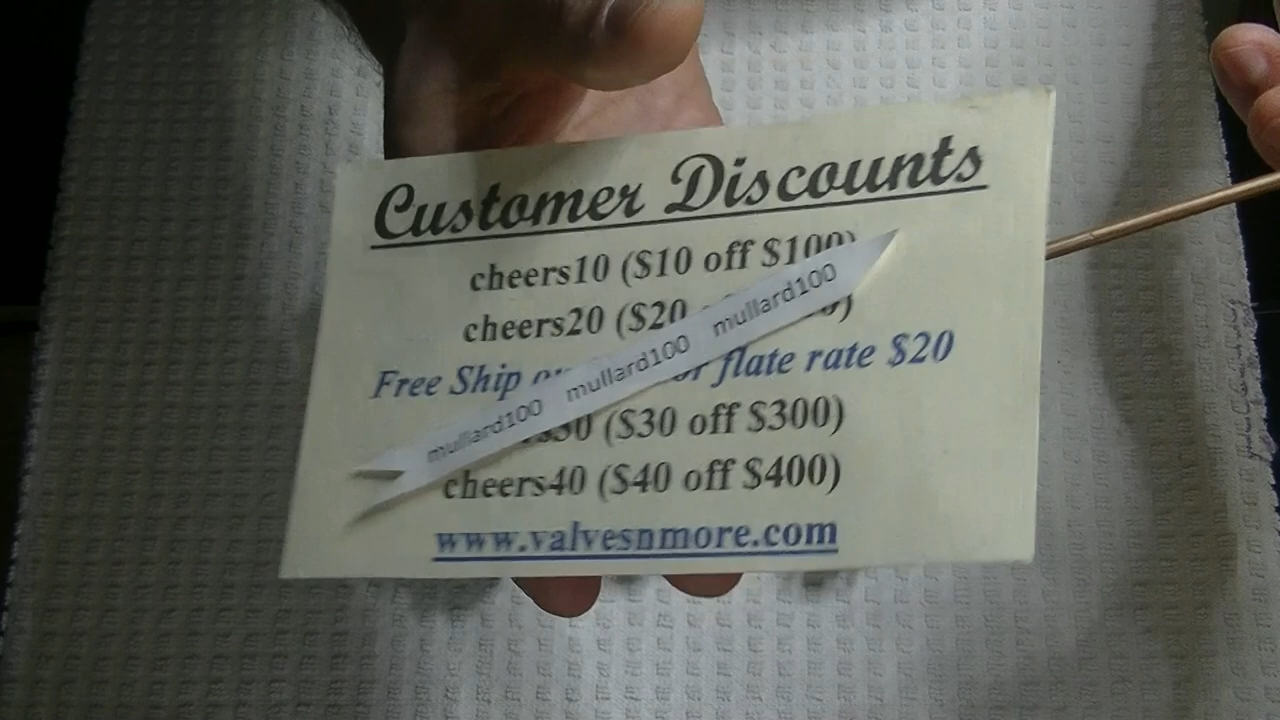 Customer Discounts
cheers10 ($10 off $100)
cheers20 ($20
Free Ship or flate rate $20
($30 off $300)
cheers40 ($40 off $400)
www.valvesnmore.com
mullard100 mullard100 mullard100